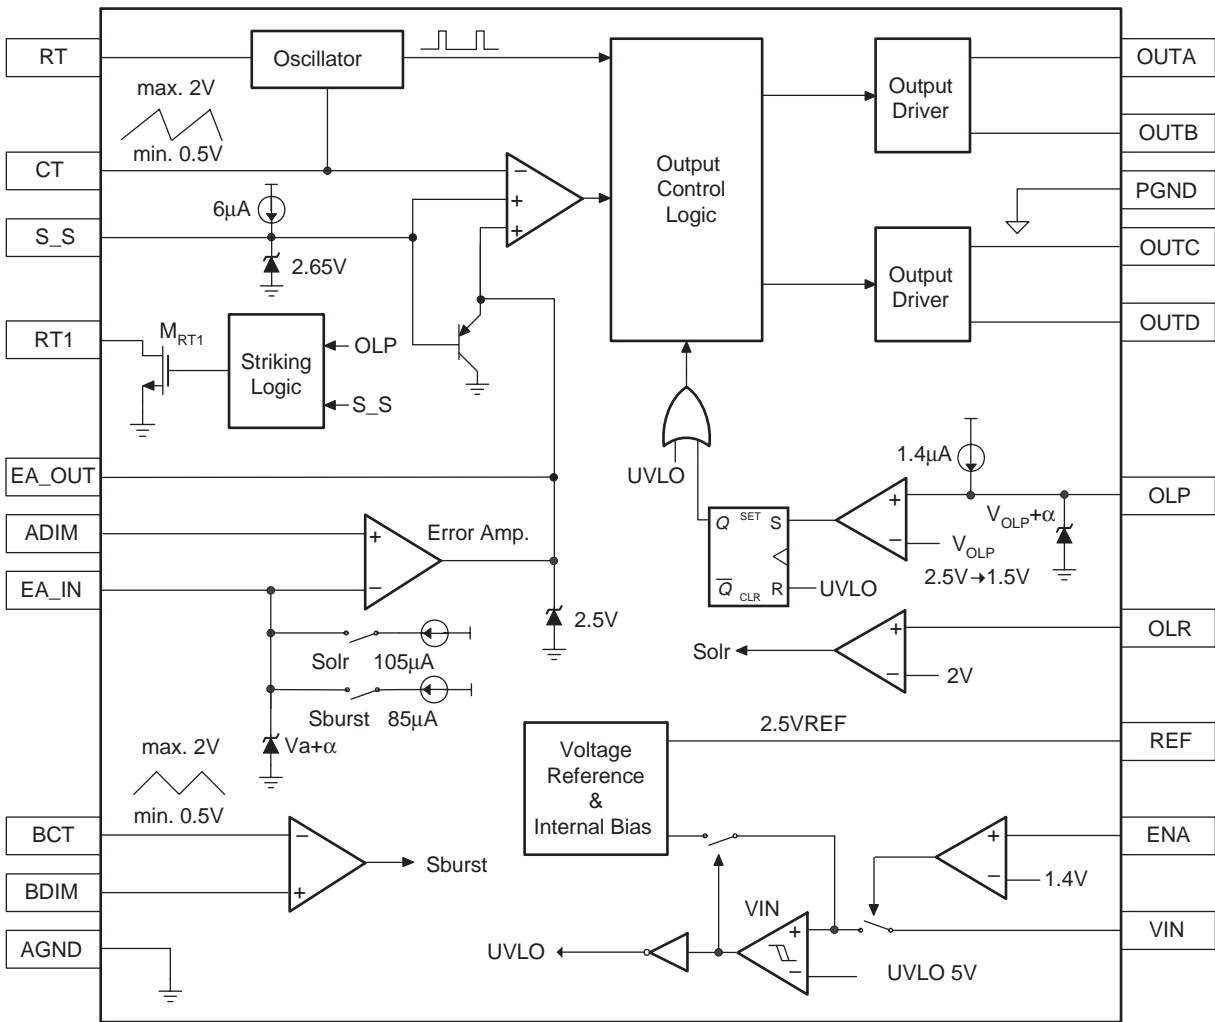 RT
Oscillator
OUTA
max. 2V
Output
Driver
min. 0.5V
OUTB
CT
Output
Control
Logic
−
+
+
PGND
6μA
S_S
OUTC
2.65V
Output
Driver
RT1
M_RT1
Striking
Logic
OLP
S_S
OUTD
EA_OUT
UVLO
1.4μA
OLP
Q
SET
S
+
−
V_OLP+α
V_OLP
2.5V→1.5V
ADIM
Error Amp.
+
−
EA_IN
Q̅
CLR
R
UVLO
2.5V
Solr
105μA
Solr
+
−
2V
OLR
Sburst
85μA
Va+α
2.5VREF
REF
Voltage
Reference
&
Internal Bias
max. 2V
min. 0.5V
BCT
−
+
Sburst
BDIM
ENA
+
−
1.4V
VIN
VIN
+
−
UVLO
UVLO 5V
AGND